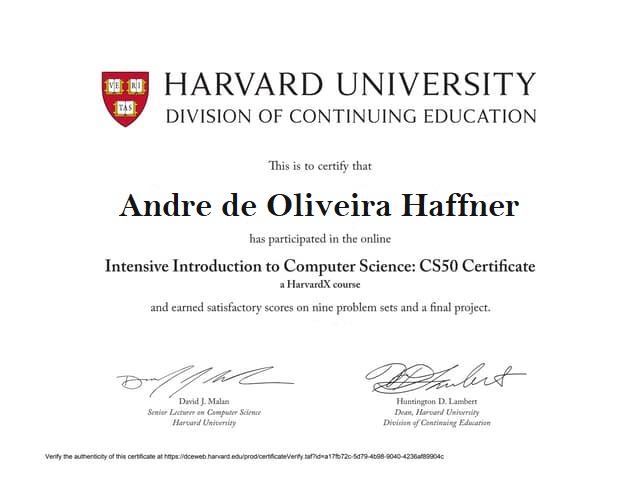 VE RI
TAS
HARVARD UNIVERSITY
DIVISION OF CONTINUING EDUCATION
This is to certify that
Andre de Oliveira Haffner
has participated in the online
Intensive Introduction to Computer Science: CS50 Certificate
a HarvardX course
and earned satisfactory scores on nine problem sets and a final project.
David J. Malan
Senior Lecturer on Computer Science
Harvard University
Huntington D. Lambert
Dean, Harvard University
Division of Continuing Education
Verify the authenticity of this certificate at https://dceweb.harvard.edu/prod/certificateVerify.taf?id=a17fb72c-5d79-4b98-9040-4236af89904c